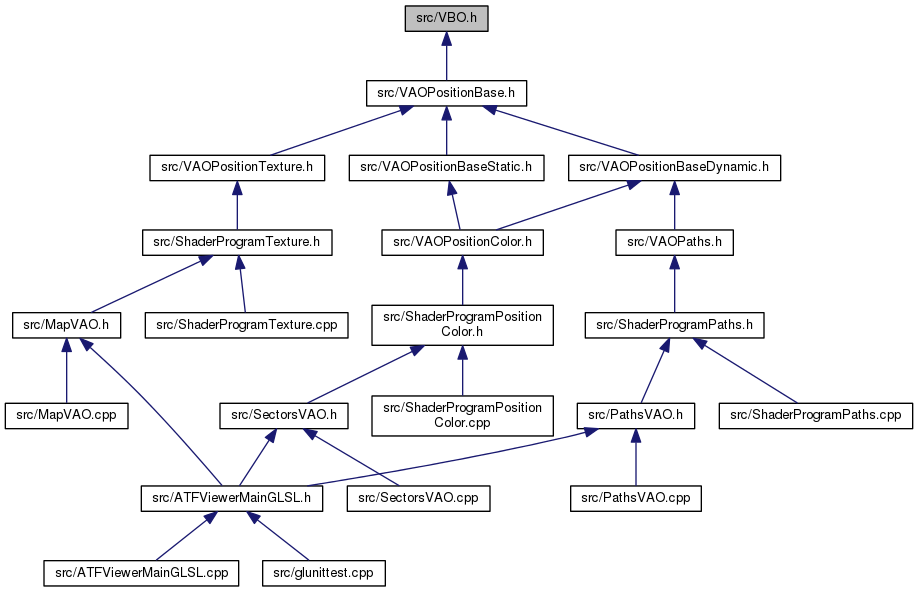 src/VBO.h
src/VAOPositionBase.h
src/VAOPositionTexture.h
src/VAOPositionBaseStatic.h
src/VAOPositionBaseDynamic.h
src/ShaderProgramTexture.h
src/VAOPositionColor.h
src/VAOPaths.h
src/MapVAO.h
src/ShaderProgramTexture.cpp
src/ShaderProgramPosition
Color.h
src/ShaderProgramPaths.h
src/MapVAO.cpp
src/SectorsVAO.h
src/ShaderProgramPosition
Color.cpp
src/PathsVAO.h
src/ShaderProgramPaths.cpp
src/ATFViewerMainGLSL.h
src/SectorsVAO.cpp
src/PathsVAO.cpp
src/ATFViewerMainGLSL.cpp
src/glunittest.cpp